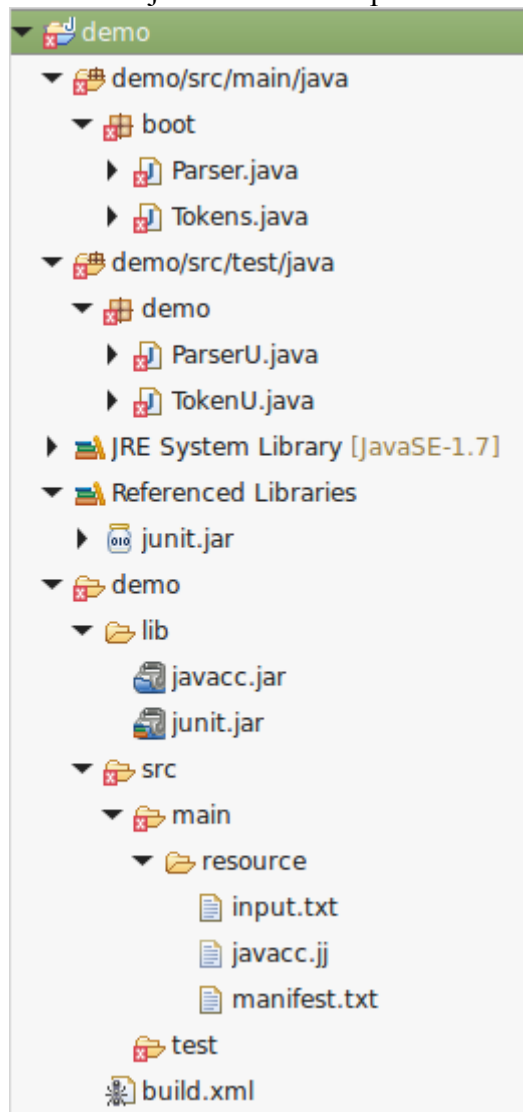 demo
demo/src/main/java
boot
Parser.java
Tokens.java
demo/src/test/java
demo
ParserU.java
TokenU.java
JRE System Library [JavaSE-1.7]
Referenced Libraries
junit.jar
demo
lib
javacc.jar
junit.jar
src
main
resource
input.txt
javacc.jj
manifest.txt
test
build.xml